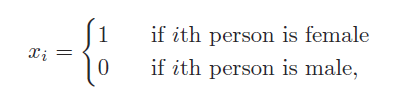 x_i = { 1 if ith person is female
0 if ith person is male,